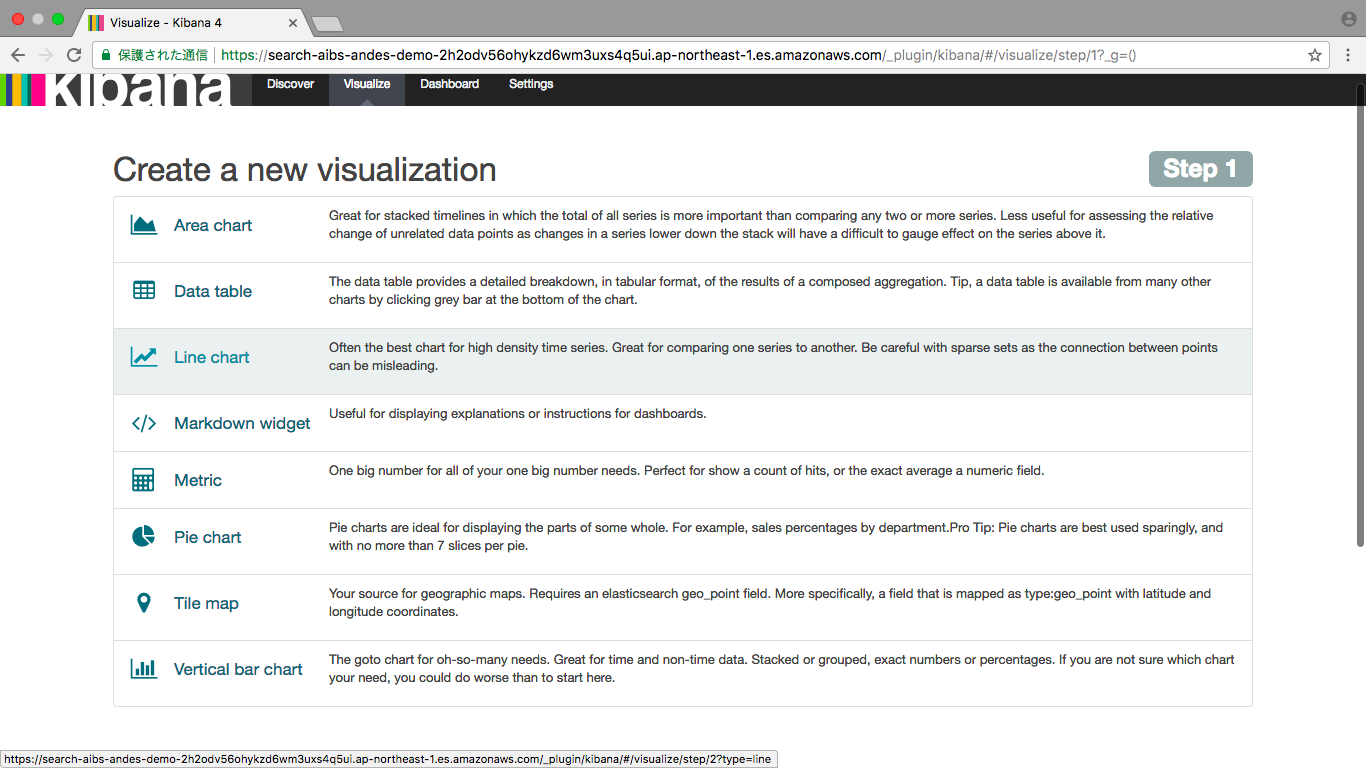 Visualize - Kibana 4
保護された通信 https://search-aibs-andes-demo-2h2odv56ohykzd6wm3uxs4q5ui.ap-northeast-1.es.amazonaws.com/_plugin/kibana/#/visualize/step/1?_g=()
kibana Discover Visualize Dashboard Settings
Create a new visualization Step 1
Area chart
Great for stacked timelines in which the total of all series is more important than comparing any two or more series. Less useful for assessing the relative
change of unrelated data points as changes in a series lower down the stack will have a difficult to gauge effect on the series above it.
Data table
The data table provides a detailed breakdown, in tabular format, of the results of a composed aggregation. Tip, a data table is available from many other
charts by clicking grey bar at the bottom of the chart.
Line chart
Often the best chart for high density time series. Great for comparing one series to another. Be careful with sparse sets as the connection between points
can be misleading.
Markdown widget
Useful for displaying explanations or instructions for dashboards.
Metric
One big number for all of your one big number needs. Perfect for show a count of hits, or the exact average a numeric field.
Pie chart
Pie charts are ideal for displaying the parts of some whole. For example, sales percentages by department.Pro Tip: Pie charts are best used sparingly, and
with no more than 7 slices per pie.
Tile map
Your source for geographic maps. Requires an elasticsearch geo_point field. More specifically, a field that is mapped as type:geo_point with latitude and
longitude coordinates.
Vertical bar chart
The goto chart for oh-so-many needs. Great for time and non-time data. Stacked or grouped, exact numbers or percentages. If you are not sure which chart
your need, you could do worse than to start here.
https://search-aibs-andes-demo-2h2odv56ohykzd6wm3uxs4q5ui.ap-northeast-1.es.amazonaws.com/_plugin/kibana/#/visualize/step/2?type=line